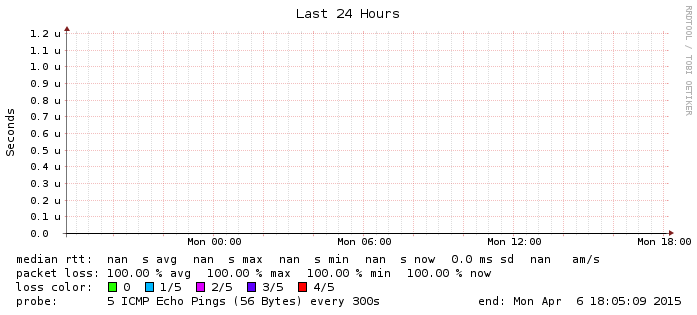 Last 24 Hours
RRDTOOL / TOBI OETIKER
Seconds
1.2 u
1.1 u
1.0 u
0.9 u
0.8 u
0.7 u
0.6 u
0.5 u
0.4 u
0.3 u
0.2 u
0.1 u
0.0
Mon 00:00 Mon 06:00 Mon 12:00 Mon 18:00
median rtt: nan s avg nan s max nan s min nan s now 0.0 ms sd nan am/s
packet loss: 100.00 % avg 100.00 % max 100.00 % min 100.00 % now
loss color: 0 1/5 2/5 3/5 4/5
probe: 5 ICMP Echo Pings (56 Bytes) every 300s end: Mon Apr 6 18:05:09 2015